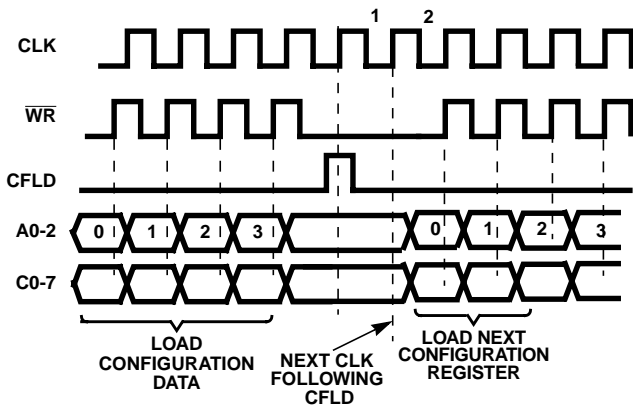 1 2
CLK
WR
CFLD
A0-2 0 1 2 3 0 1 2 3
C0-7
LOAD
CONFIGURATION
DATA
NEXT CLK
FOLLOWING
CFLD
LOAD NEXT
CONFIGURATION
REGISTER